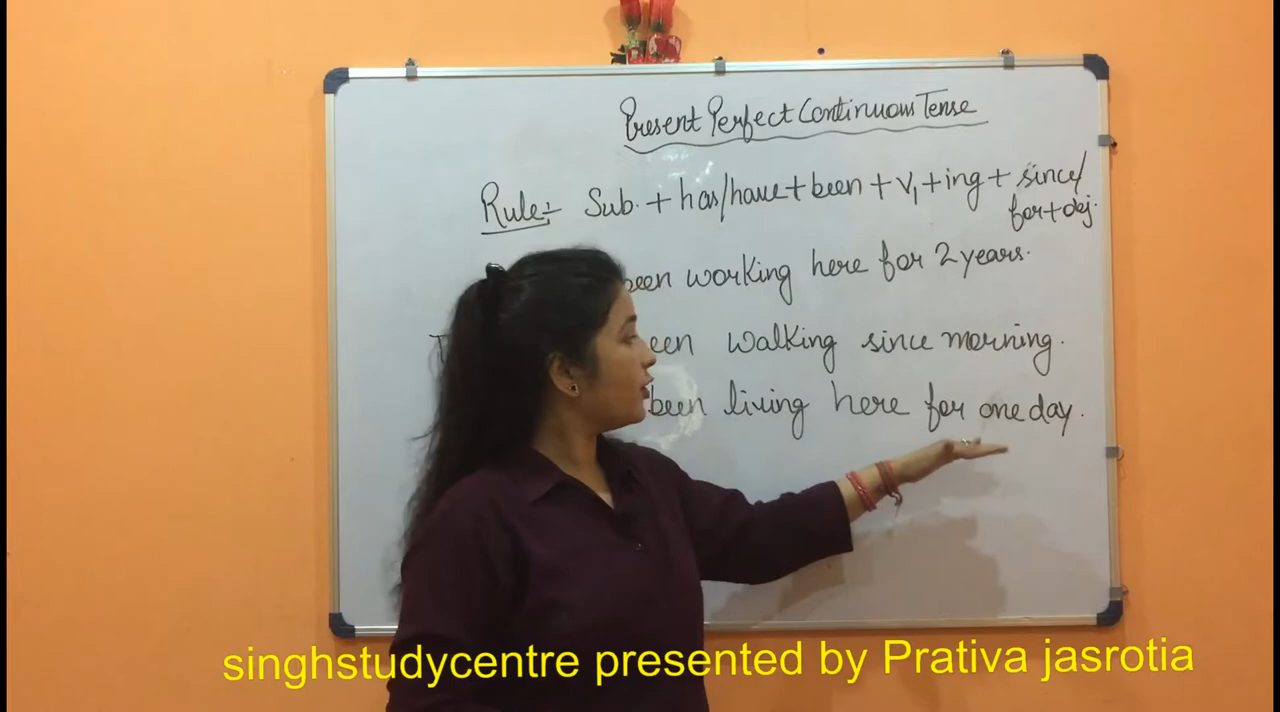 Present Perfect Continuous Tense
Rule:- Sub. + has/have + been + V1 + ing + since/
for + obj.
been working here for 2 years.
been walking since morning.
been living here for one day.
singhstudycentre presented by Prativa jasrotia